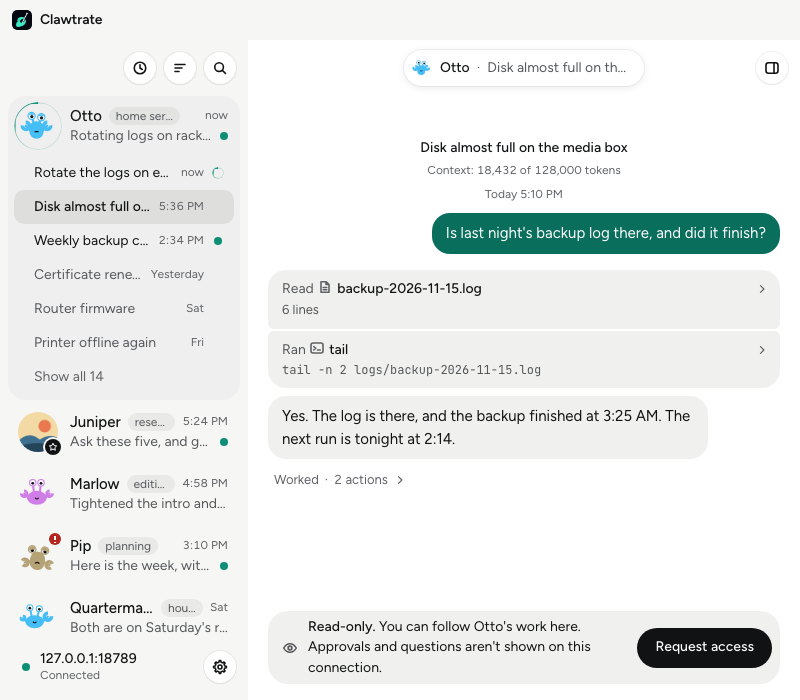 Clawtrate
Otto home ser... now
Rotating logs on rack...
Rotate the logs on e... now
Disk almost full o... 5:36 PM
Weekly backup c... 2:34 PM
Certificate rene... Yesterday
Router firmware Sat
Printer offline again Fri
Show all 14
Juniper rese... 5:24 PM
Ask these five, and g...
Marlow editi... 4:58 PM
Tightened the intro and...
Pip planning 3:10 PM
Here is the week, wit...
Quarterma... hou... Sat
Both are on Saturday's r...
127.0.0.1:18789
Connected
Otto · Disk almost full on th...
Disk almost full on the media box
Context: 18,432 of 128,000 tokens
Today 5:10 PM
Is last night's backup log there, and did it finish?
Read backup-2026-11-15.log
6 lines
Ran tail
tail -n 2 logs/backup-2026-11-15.log
Yes. The log is there, and the backup finished at 3:25 AM. The
next run is tonight at 2:14.
Worked · 2 actions
Read-only. You can follow Otto's work here.
Approvals and questions aren't shown on this
connection.
Request access